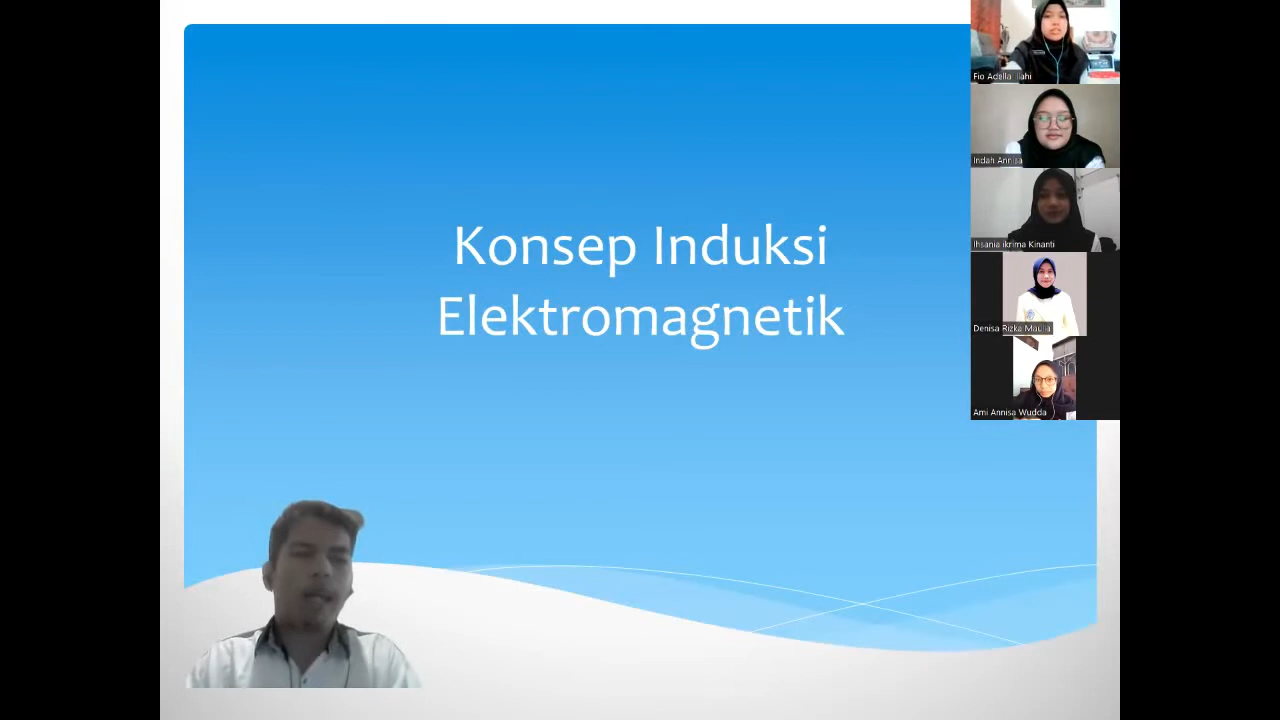 Konsep Induksi
Elektromagnetik
Fio Adella Ilahi
Indah Annisa
Ihsania ikrima Kinanti
Denisa Rizka Maulia
Ami Annisa Wudda